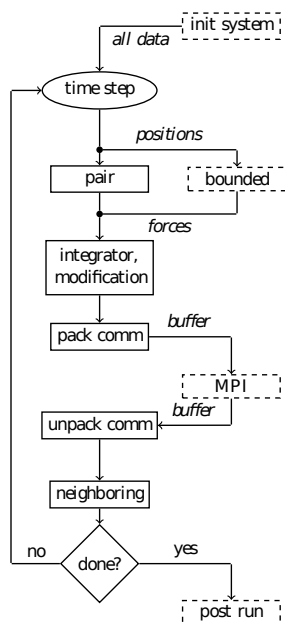 init system
all data
time step
positions
pair
bounded
forces
integrator,
modification
pack comm
buffer
MPI
buffer
unpack comm
neighboring
no
done?
yes
post run